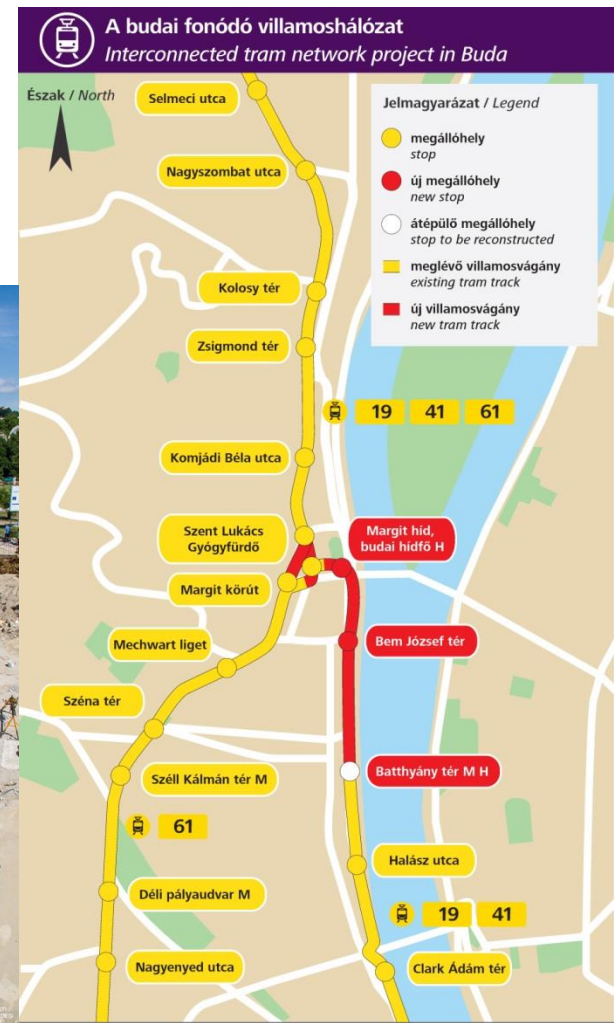 A budai fonódó villamoshálózat
Interconnected tram network project in Buda
Észak / North
Jelmagyarázat / Legend
megállóhely
stop
új megállóhely
new stop
átépülő megállóhely
stop to be reconstructed
meglévő villamosvágány
existing tram track
új villamosvágány
new tram track
Selmeci utca
Nagyszombat utca
Kolosy tér
Zsigmond tér
19 41 61
Komjádi Béla utca
Szent Lukács
Gyógyfürdő
Margit híd,
budai hídfő H
Margit körút
Bem József tér
Mechwart liget
Széna tér
Batthyány tér M H
Széll Kálmán tér M
61
Halász utca
Déli pályaudvar M
19 41
Nagyenyed utca
Clark Ádám tér